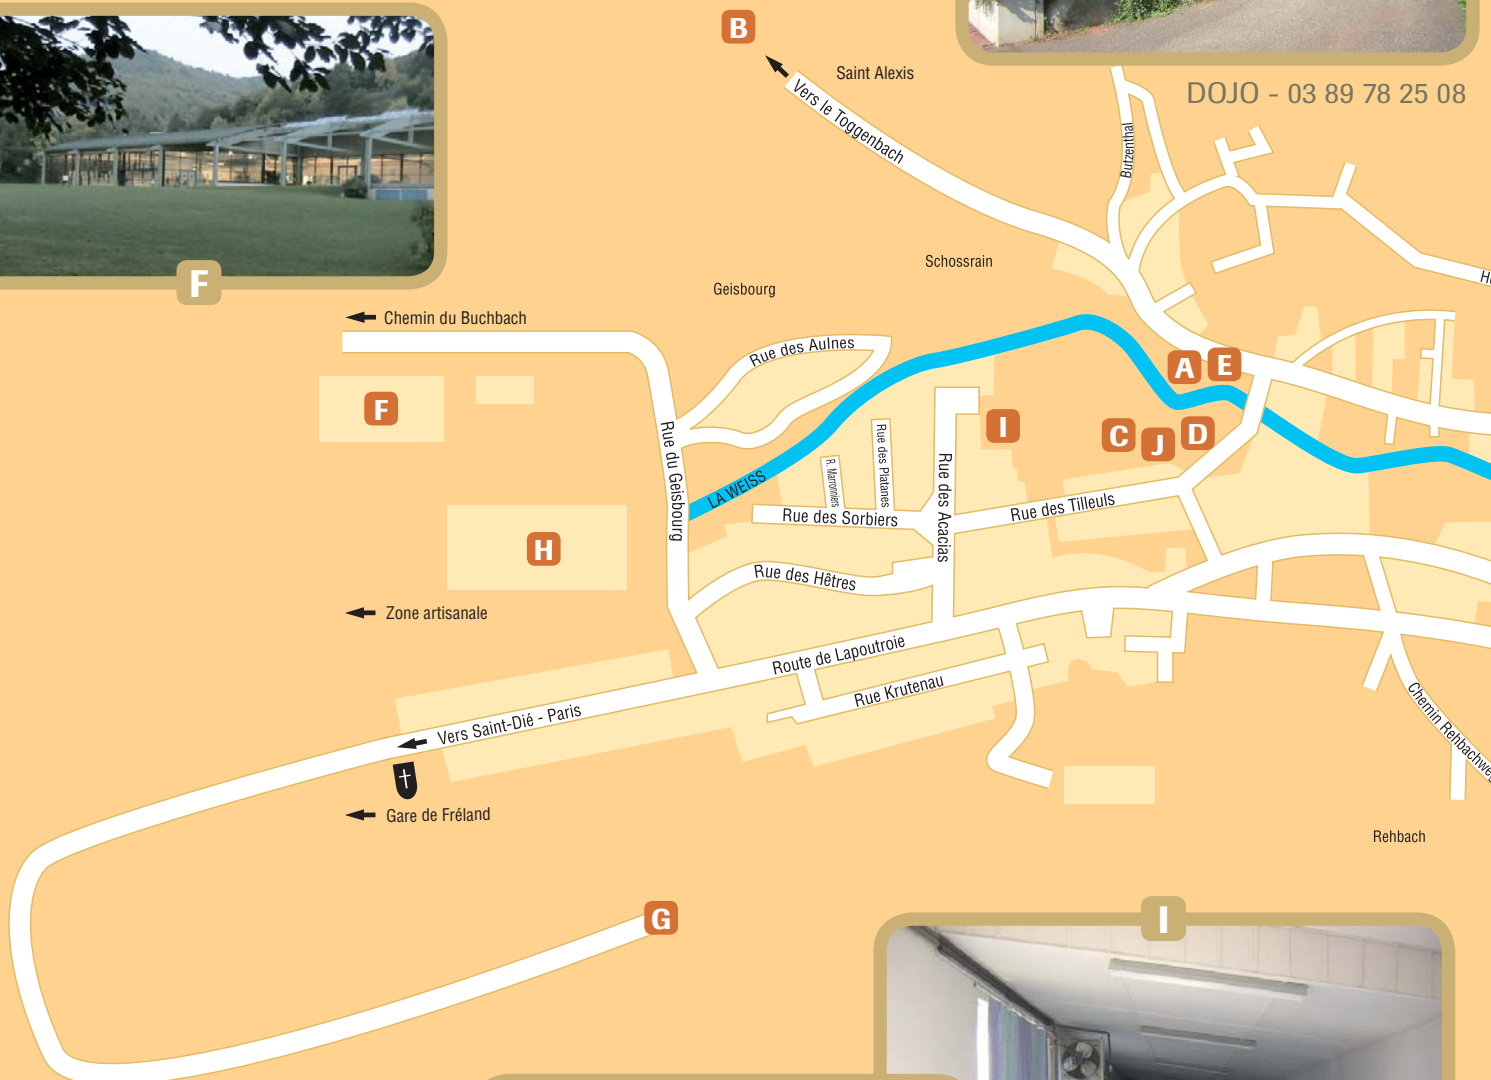 B
Saint Alexis
DOJO - 03 89 78 25 08
Vers le Toggenbach
Butzenthal
Schossrain
F
Geisbourg
Chemin du Buchbach
Rue des Aulnes
A
E
F
I
C
J
D
Rue du Geisbourg
LA WEISS
R. Marronniers
Rue des Platanes
Rue des Acacias
Rue des Sorbiers
Rue des Tilleuls
H
Rue des Hêtres
Zone artisanale
Route de Lapoutroie
Rue Krutenau
Vers Saint-Dié - Paris
Chemin Rehbachweg
Gare de Fréland
Rehbach
G
I